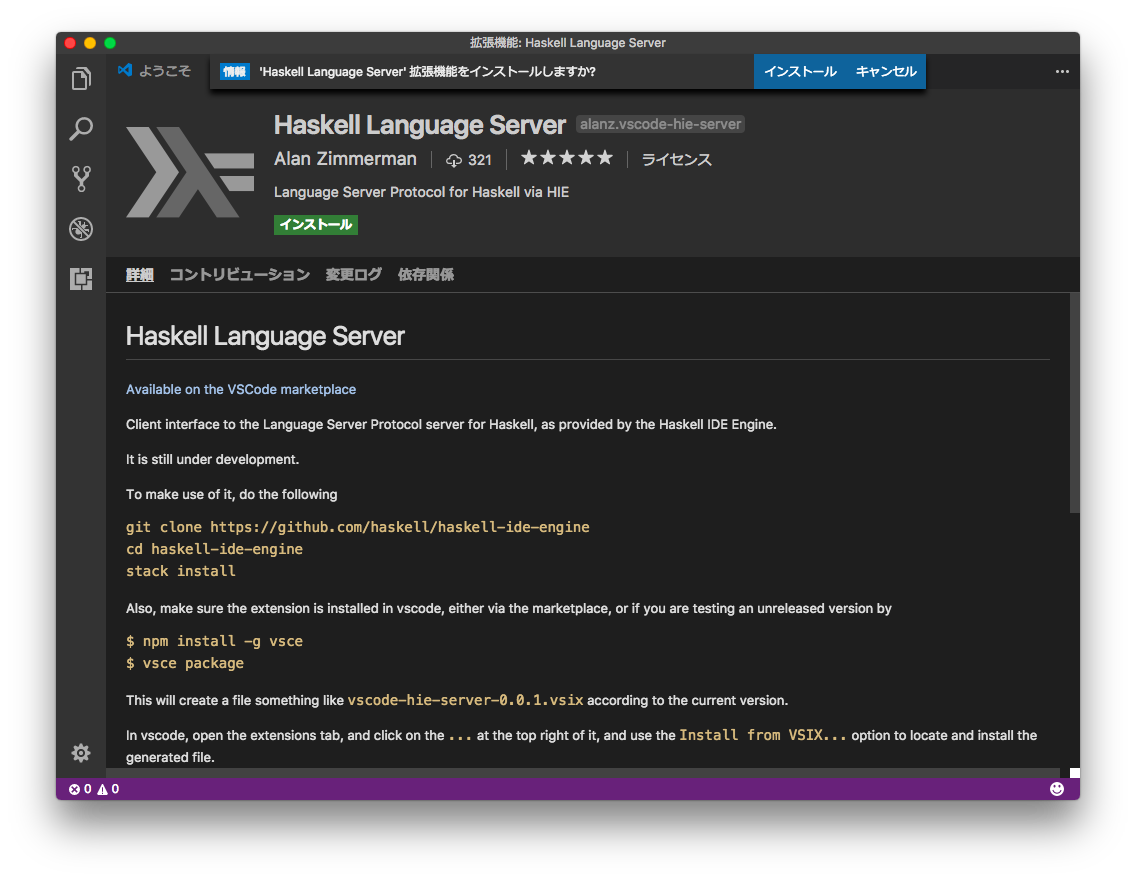 拡張機能: Haskell Language Server
ようこそ
情報 'Haskell Language Server' 拡張機能をインストールしますか? インストール キャンセル
Haskell Language Server alanz.vscode-hie-server
Alan Zimmerman 321 ★★★★★ ライセンス
Language Server Protocol for Haskell via HIE
インストール
詳細 コントリビューション 変更ログ 依存関係
Haskell Language Server
Available on the VSCode marketplace
Client interface to the Language Server Protocol server for Haskell, as provided by the Haskell IDE Engine.
It is still under development.
To make use of it, do the following
git clone https://github.com/haskell/haskell-ide-engine
cd haskell-ide-engine
stack install
Also, make sure the extension is installed in vscode, either via the marketplace, or if you are testing an unreleased version by
$ npm install -g vsce
$ vsce package
This will create a file something like vscode-hie-server-0.0.1.vsix according to the current version.
In vscode, open the extensions tab, and click on the ... at the top right of it, and use the Install from VSIX... option to locate and install the
generated file.
0 0